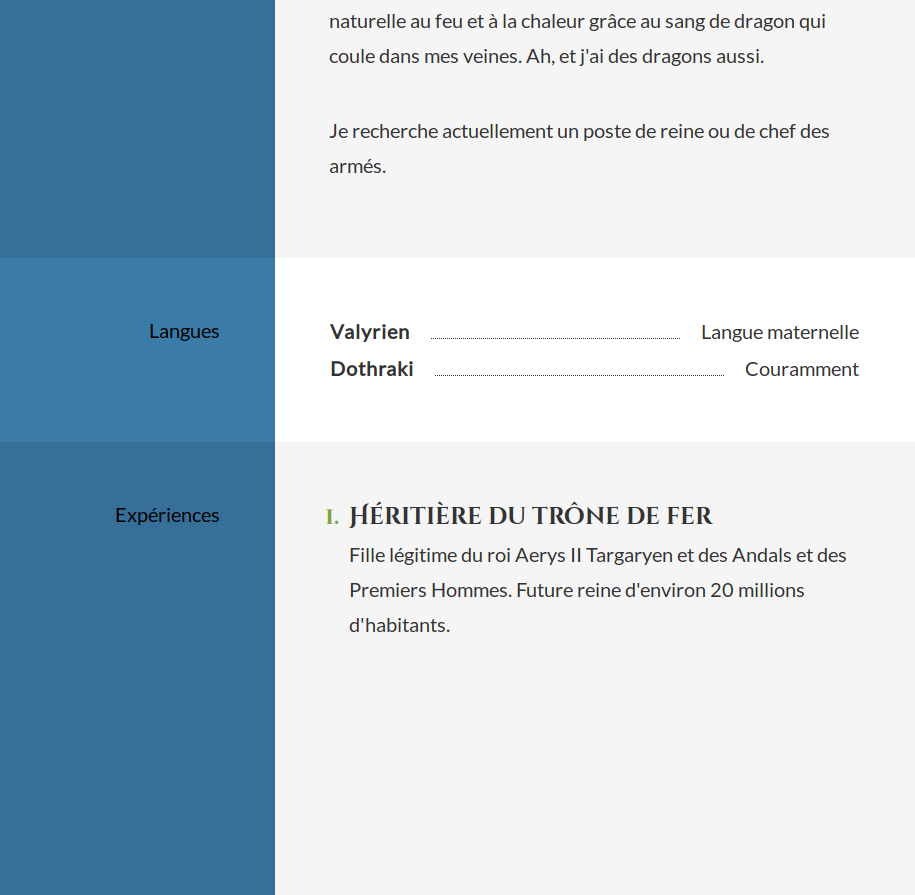 naturelle au feu et à la chaleur grâce au sang de dragon qui
coule dans mes veines. Ah, et j'ai des dragons aussi.
Je recherche actuellement un poste de reine ou de chef des
armés.
Langues
Valyrien Langue maternelle
Dothraki Couramment
Expériences
I. HÉRITIÈRE DU TRÔNE DE FER
Fille légitime du roi Aerys II Targaryen et des Andals et des
Premiers Hommes. Future reine d'environ 20 millions
d'habitants.